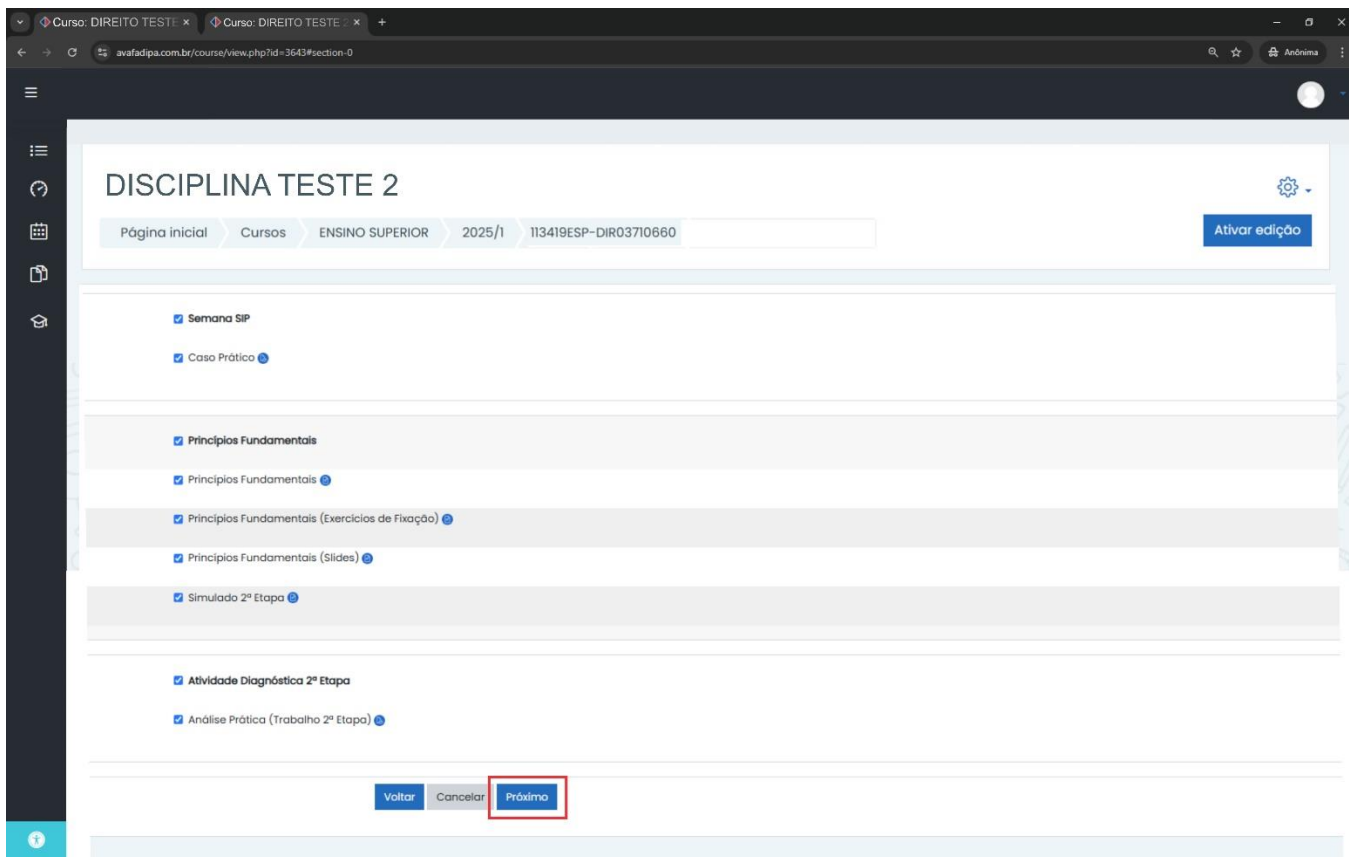 Curso: DIREITO TESTE
Curso: DIREITO TESTE 2
avafadipa.com.br/course/view.php?id=3643#section-0
Anônima
DISCIPLINA TESTE 2
Página inicial Cursos ENSINO SUPERIOR 2025/1 113419ESP-DIR03710660
Ativar edição
Semana SIP
Caso Prático
Princípios Fundamentais
Princípios Fundamentais
Princípios Fundamentais (Exercícios de Fixação)
Princípios Fundamentais (Slides)
Simulado 2ª Etapa
Atividade Diagnóstica 2ª Etapa
Análise Prática (Trabalho 2ª Etapa)
Voltar Cancelar Próximo